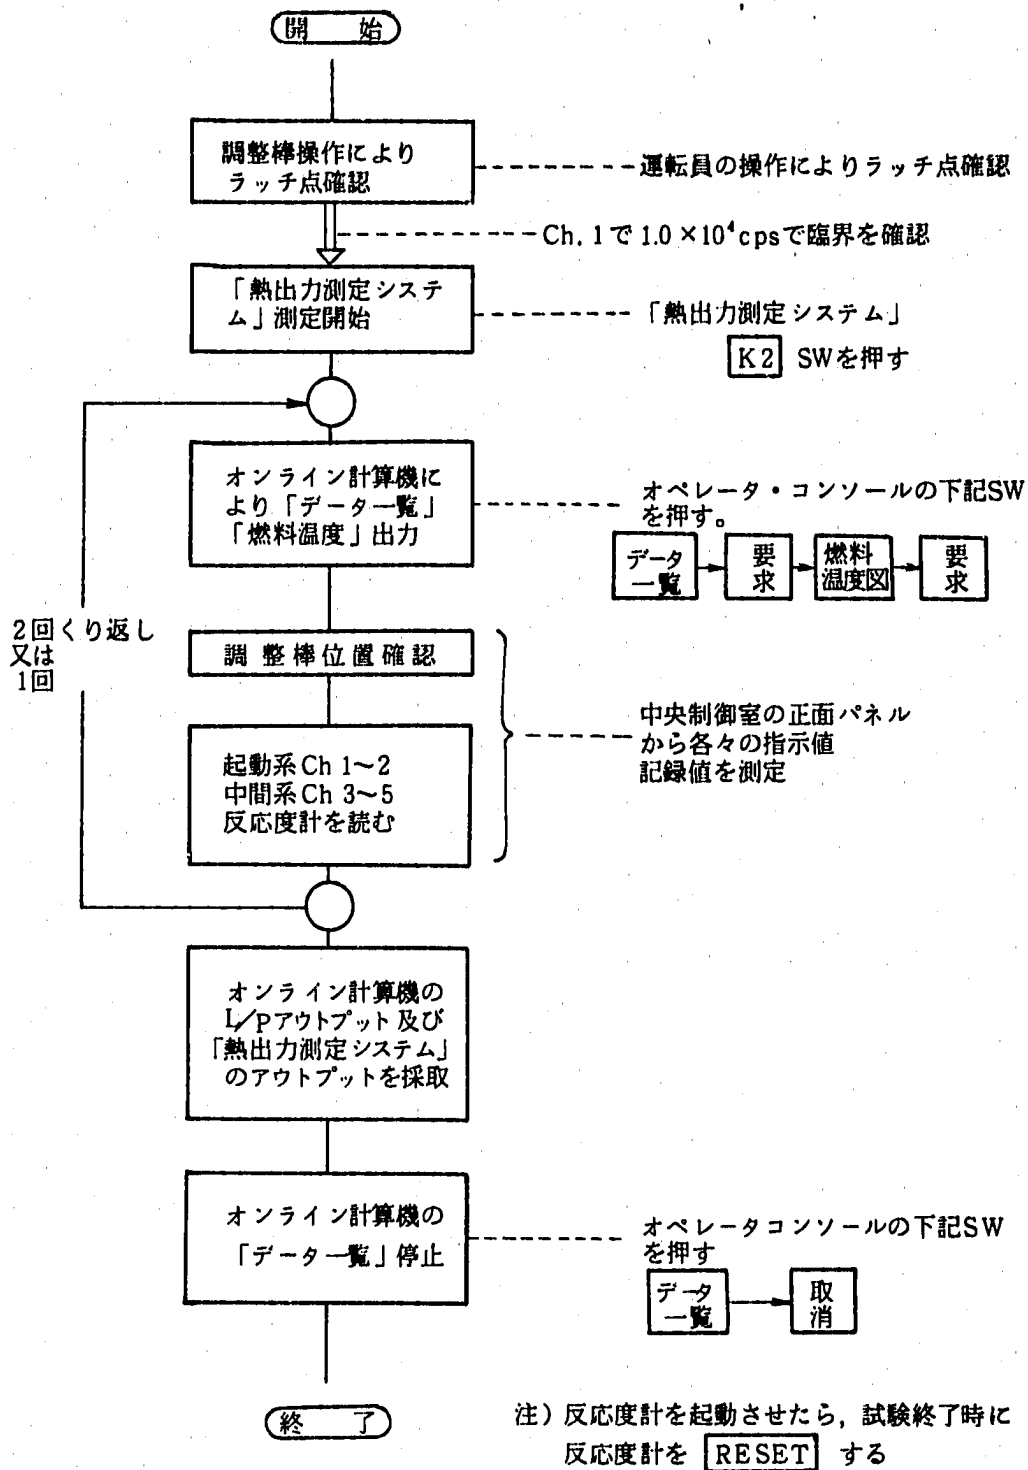 開 始
調整棒操作により
ラッチ点確認
運転員の操作によりラッチ点確認
Ch. 1で1.0×10⁴cpsで臨界を確認
「熱出力測定システ
ム」測定開始
「熱出力測定システム」
K2 SWを押す
オンライン計算機に
より「データ一覧」
「燃料温度」出力
オペレータ・コンソールの下記SW
を押す。
データ
一覧
要
求
燃料
温度図
要
求
2回くり返し
又は
1回
調整棒位置確認
起動系Ch 1~2
中間系Ch 3~5
反応度計を読む
中央制御室の正面パネル
から各々の指示値
記録値を測定
オンライン計算機の
L/Pアウトプット及び
「熱出力測定システム」
のアウトプットを採取
オンライン計算機の
「データ一覧」停止
オペレータコンソールの下記SW
を押す
データ
一覧
取
消
終 了
注)反応度計を起動させたら,試験終了時に
反応度計を RESET する